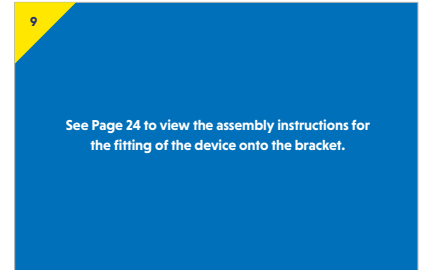 9
See Page 24 to view the assembly instructions for
the fitting of the device onto the bracket.